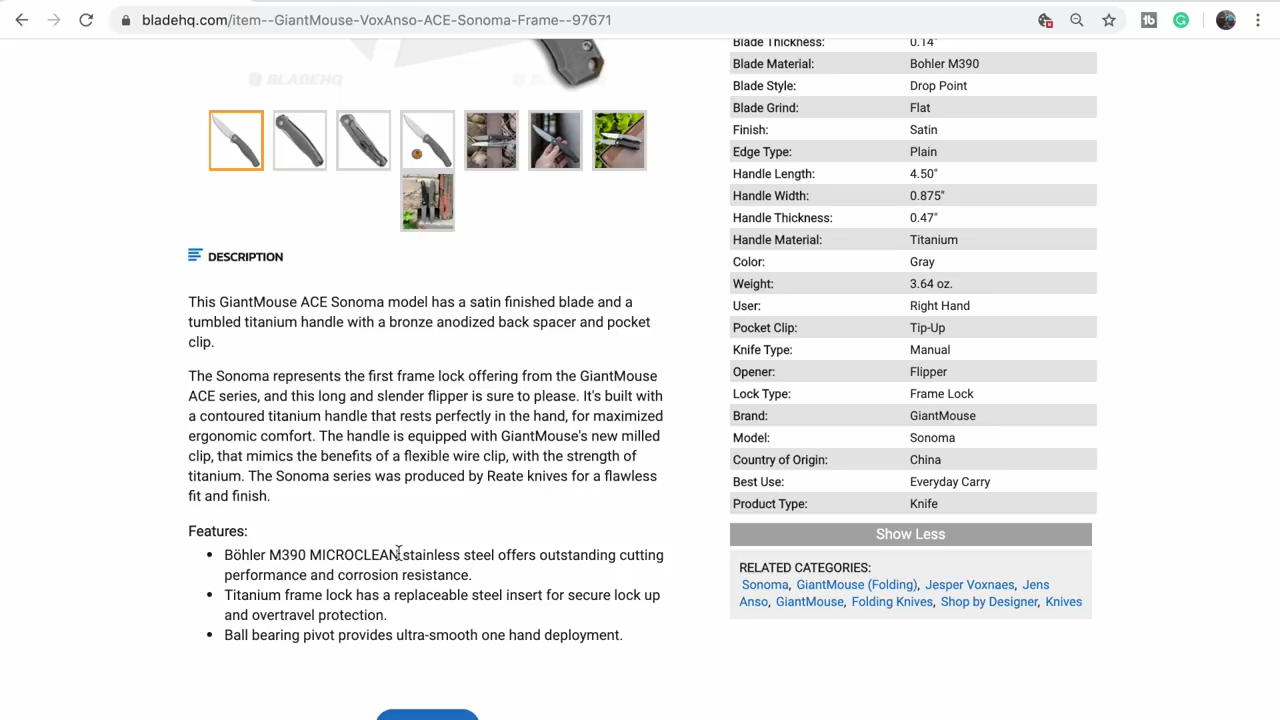 bladehq.com/item--GiantMouse-VoxAnso-ACE-Sonoma-Frame--97671
BLADEHQ
DESCRIPTION
This GiantMouse ACE Sonoma model has a satin finished blade and a
tumbled titanium handle with a bronze anodized back spacer and pocket
clip.
The Sonoma represents the first frame lock offering from the GiantMouse
ACE series, and this long and slender flipper is sure to please. It's built with
a contoured titanium handle that rests perfectly in the hand, for maximized
ergonomic comfort. The handle is equipped with GiantMouse's new milled
clip, that mimics the benefits of a flexible wire clip, with the strength of
titanium. The Sonoma series was produced by Reate knives for a flawless
fit and finish.
Features:
• Böhler M390 MICROCLEAN stainless steel offers outstanding cutting
performance and corrosion resistance.
• Titanium frame lock has a replaceable steel insert for secure lock up
and overtravel protection.
• Ball bearing pivot provides ultra-smooth one hand deployment.
Blade Thickness: 0.14"
Blade Material: Bohler M390
Blade Style: Drop Point
Blade Grind: Flat
Finish: Satin
Edge Type: Plain
Handle Length: 4.50"
Handle Width: 0.875"
Handle Thickness: 0.47"
Handle Material: Titanium
Color: Gray
Weight: 3.64 oz.
User: Right Hand
Pocket Clip: Tip-Up
Knife Type: Manual
Opener: Flipper
Lock Type: Frame Lock
Brand: GiantMouse
Model: Sonoma
Country of Origin: China
Best Use: Everyday Carry
Product Type: Knife
Show Less
RELATED CATEGORIES:
Sonoma, GiantMouse (Folding), Jesper Voxnaes, Jens
Anso, GiantMouse, Folding Knives, Shop by Designer, Knives